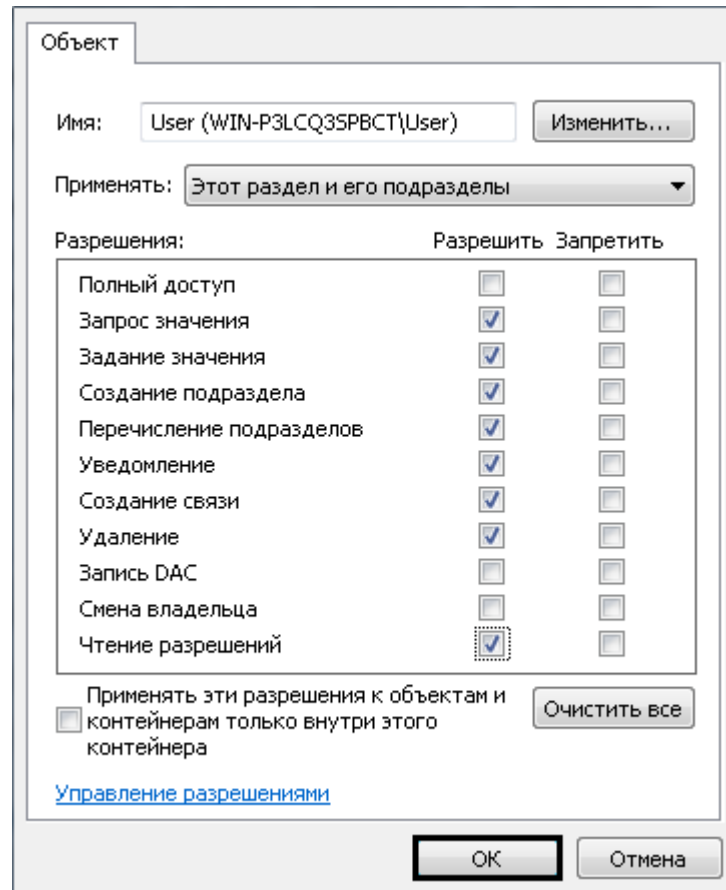 Объект
Имя: User (WIN-P3LCQ35PBCT\User) Изменить...
Применять: Этот раздел и его подразделы
Разрешения: Разрешить Запретить
Полный доступ
Запрос значения
Задание значения
Создание подраздела
Перечисление подразделов
Уведомление
Создание связи
Удаление
Запись DAC
Смена владельца
Чтение разрешений
Применять эти разрешения к объектам и
контейнерам только внутри этого
контейнера
Очистить все
Управление разрешениями
ОК Отмена